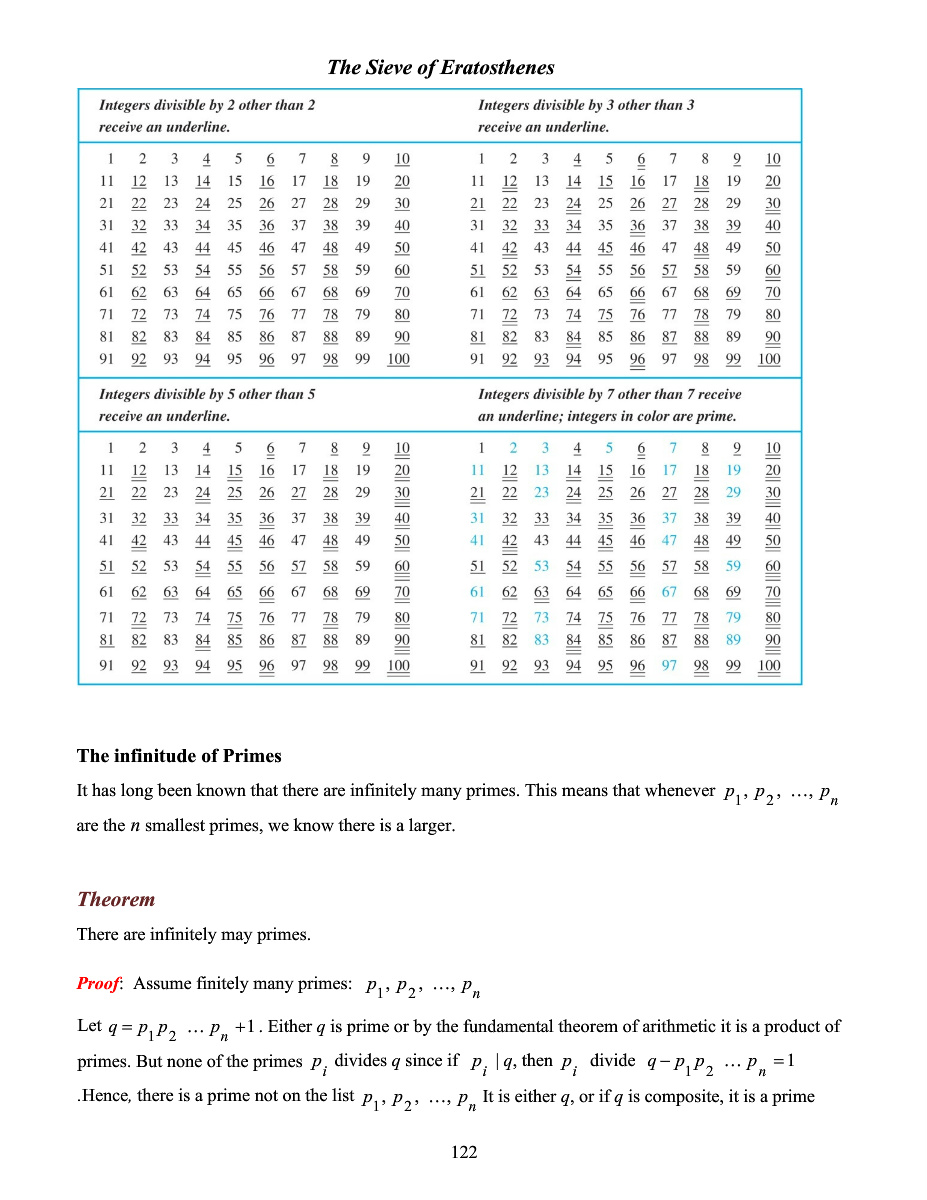 The Sieve of Eratosthenes
Integers divisible by 2 other than 2
receive an underline.
1 2 3 4 5 6 7 8 9 10
11 12 13 14 15 16 17 18 19 20
21 22 23 24 25 26 27 28 29 30
31 32 33 34 35 36 37 38 39 40
41 42 43 44 45 46 47 48 49 50
51 52 53 54 55 56 57 58 59 60
61 62 63 64 65 66 67 68 69 70
71 72 73 74 75 76 77 78 79 80
81 82 83 84 85 86 87 88 89 90
91 92 93 94 95 96 97 98 99 100
Integers divisible by 3 other than 3
receive an underline.
1 2 3 4 5 6 7 8 9 10
11 12 13 14 15 16 17 18 19 20
21 22 23 24 25 26 27 28 29 30
31 32 33 34 35 36 37 38 39 40
41 42 43 44 45 46 47 48 49 50
51 52 53 54 55 56 57 58 59 60
61 62 63 64 65 66 67 68 69 70
71 72 73 74 75 76 77 78 79 80
81 82 83 84 85 86 87 88 89 90
91 92 93 94 95 96 97 98 99 100
Integers divisible by 5 other than 5
receive an underline.
1 2 3 4 5 6 7 8 9 10
11 12 13 14 15 16 17 18 19 20
21 22 23 24 25 26 27 28 29 30
31 32 33 34 35 36 37 38 39 40
41 42 43 44 45 46 47 48 49 50
51 52 53 54 55 56 57 58 59 60
61 62 63 64 65 66 67 68 69 70
71 72 73 74 75 76 77 78 79 80
81 82 83 84 85 86 87 88 89 90
91 92 93 94 95 96 97 98 99 100
Integers divisible by 7 other than 7 receive
an underline; integers in color are prime.
1 2 3 4 5 6 7 8 9 10
11 12 13 14 15 16 17 18 19 20
21 22 23 24 25 26 27 28 29 30
31 32 33 34 35 36 37 38 39 40
41 42 43 44 45 46 47 48 49 50
51 52 53 54 55 56 57 58 59 60
61 62 63 64 65 66 67 68 69 70
71 72 73 74 75 76 77 78 79 80
81 82 83 84 85 86 87 88 89 90
91 92 93 94 95 96 97 98 99 100
The infinitude of Primes
It has long been known that there are infinitely many primes. This means that whenever p₁, p₂, …, pₙ
are the n smallest primes, we know there is a larger.
Theorem
There are infinitely may primes.
Proof: Assume finitely many primes: p₁, p₂, …, pₙ
Let q = p₁p₂ … pₙ +1. Either q is prime or by the fundamental theorem of arithmetic it is a product of
primes. But none of the primes pᵢ divides q since if pᵢ | q, then pᵢ divide q − p₁p₂ … pₙ = 1
.Hence, there is a prime not on the list p₁, p₂, …, pₙ It is either q, or if q is composite, it is a prime
122